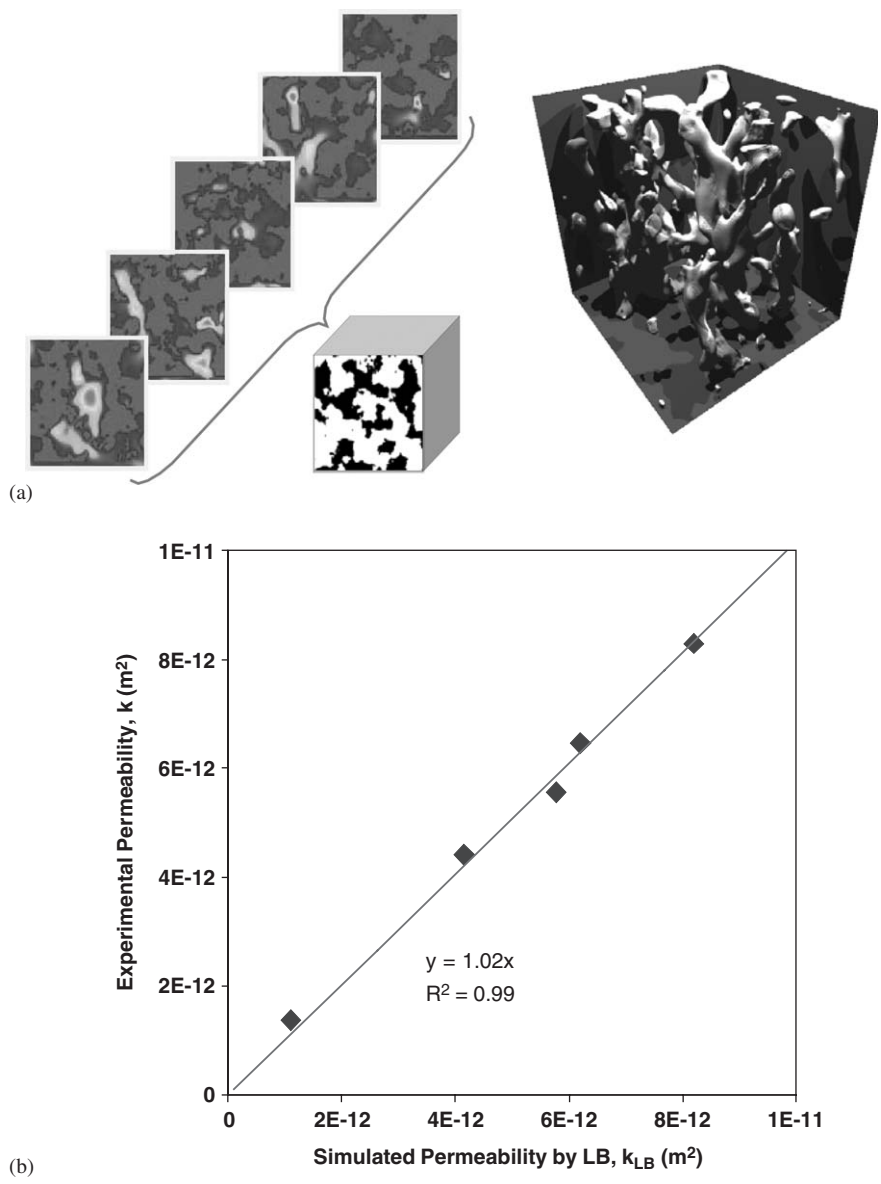 (a)
1E-11
8E-12
6E-12
4E-12
2E-12
0
Experimental Permeability, k (m²)
y = 1.02x
R² = 0.99
0 2E-12 4E-12 6E-12 8E-12 1E-11
Simulated Permeability by LB, k_LB (m²)
(b)